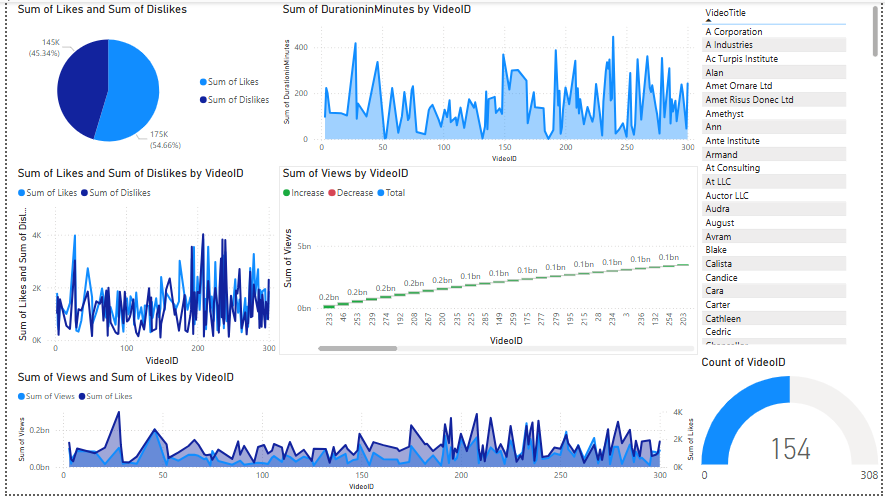 Sum of Likes and Sum of Dislikes
145K
(45.34%)
175K
(54.66%)
Sum of Likes
Sum of Dislikes
Sum of DurationinMinutes by VideoID
Sum of DurationinMinutes
400
200
0
0 50 100 150 200 250 300
VideoID
VideoTitle
A Corporation
A Industries
Ac Turpis Institute
Alan
Amet Ornare Ltd
Amet Risus Donec Ltd
Amethyst
Ann
Ante Institute
Armand
At Consulting
At LLC
Auctor LLC
Audra
August
Avram
Blake
Calista
Candice
Cara
Carter
Cathleen
Cedric
Sum of Likes and Sum of Dislikes by VideoID
Sum of Likes Sum of Dislikes
Sum of Likes and Sum of Disl...
4K
2K
0K
0 100 200 300
VideoID
Sum of Views by VideoID
Increase Decrease Total
Sum of Views
5bn
0bn
0.2bn 0.2bn 0.2bn 0.2bn 0.2bn 0.1bn 0.1bn 0.1bn 0.1bn 0.1bn 0.1bn 0.1bn 0.1bn
233 46 253 239 274 192 208 267 200 235 225 285 149 259 175 277 279 195 215 28 234 3 236 132 254 203
VideoID
Sum of Views and Sum of Likes by VideoID
Sum of Views Sum of Likes
Sum of Views
0.2bn
0.0bn
0 50 100 150 200 250 300
VideoID
4K
2K
0K
Sum of Likes
Count of VideoID
154
0
308